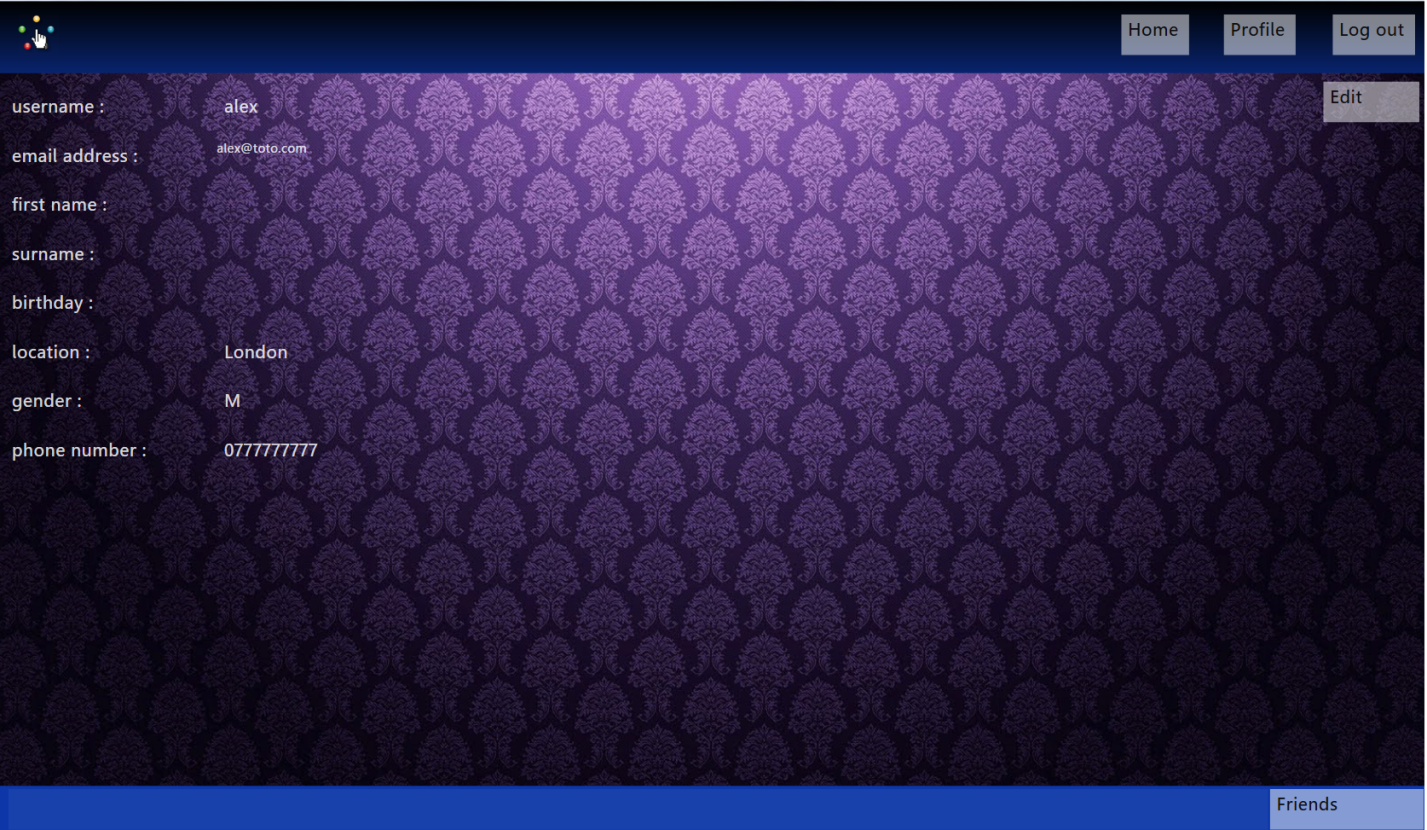 Home Profile Log out
Edit
username : alex
email address : alex@toto.com
first name :
surname :
birthday :
location : London
gender : M
phone number : 0777777777
Friends